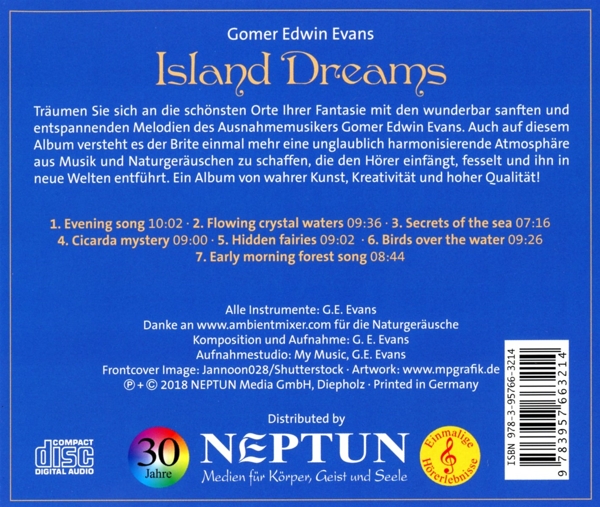 Gomer Edwin Evans
Island Dreams
Träumen Sie sich an die schönsten Orte Ihrer Fantasie mit den wunderbar sanften und
entspannenden Melodien des Ausnahmemusikers Gomer Edwin Evans. Auch auf diesem
Album versteht es der Brite einmal mehr eine unglaublich harmonisierende Atmosphäre
aus Musik und Naturgeräuschen zu schaffen, die den Hörer einfängt, fesselt und ihn in
neue Welten entführt. Ein Album von wahrer Kunst, Kreativität und hoher Qualität!
1. Evening song 10:02 · 2. Flowing crystal waters 09:36 · 3. Secrets of the sea 07:16
4. Cicarda mystery 09:00 · 5. Hidden fairies 09:02 · 6. Birds over the water 09:26
7. Early morning forest song 08:44
Alle Instrumente: G.E. Evans
Danke an www.ambientmixer.com für die Naturgeräusche
Komposition und Aufnahme: G. E. Evans
Aufnahmestudio: My Music, G.E. Evans
Frontcover Image: Jannoon028/Shutterstock · Artwork: www.mpgrafik.de
℗ + © 2018 NEPTUN Media GmbH, Diepholz · Printed in Germany
Distributed by
COMPACT
disc
DIGITAL AUDIO
30
Jahre
NEPTUN
Medien für Körper, Geist und Seele
Einmalige
Hörerlebnisse
ISBN 978-3-95766-3214
9 783957 663214